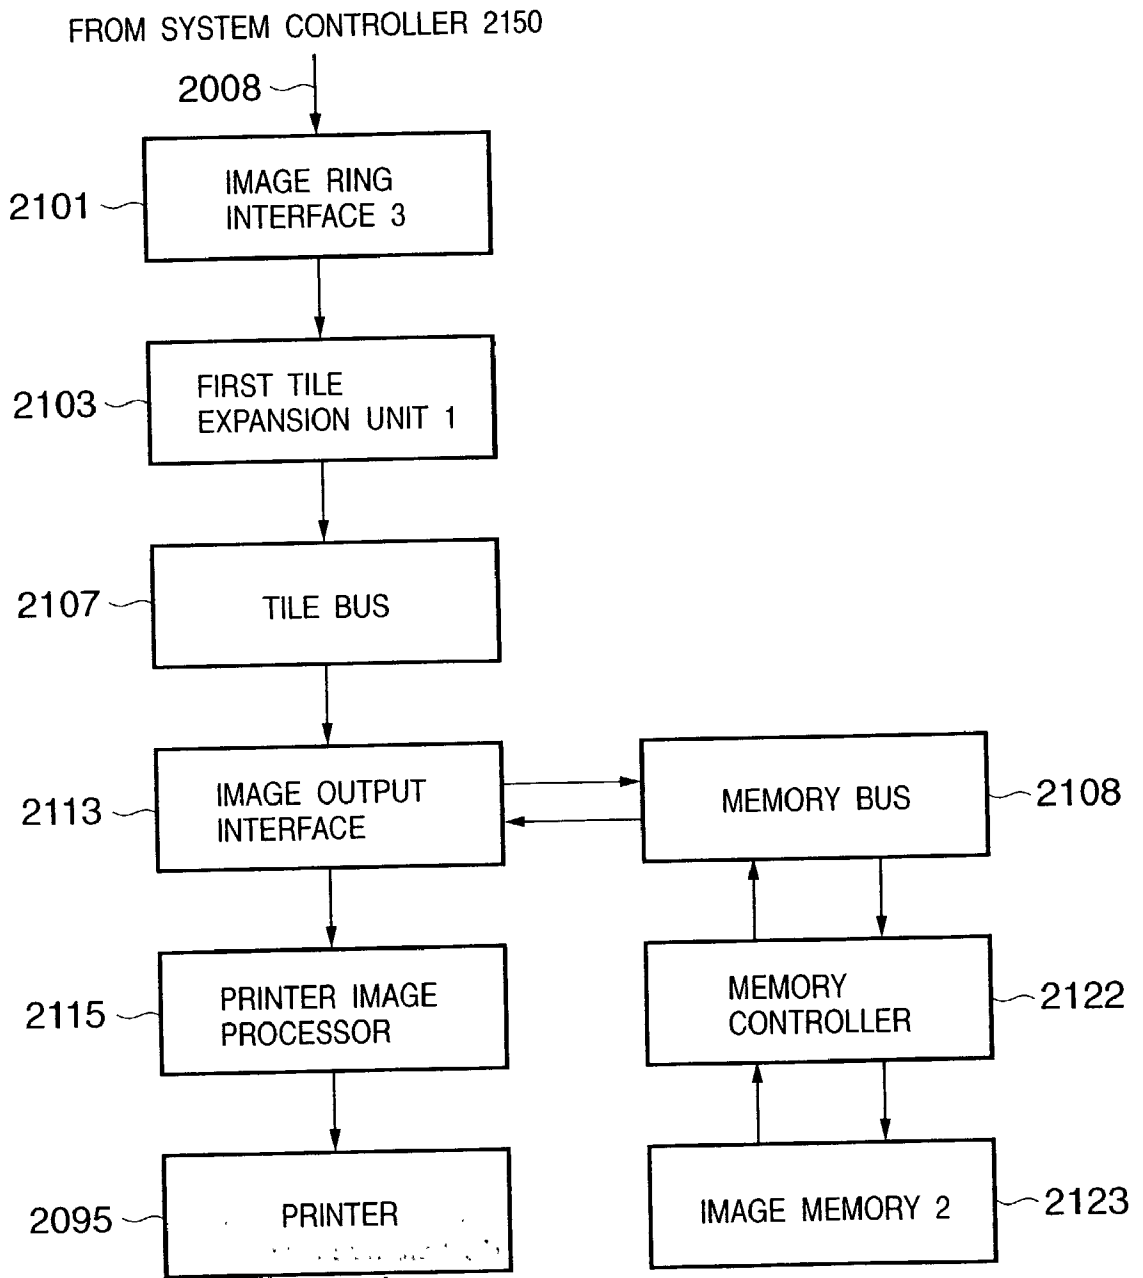 FROM SYSTEM CONTROLLER 2150
2008
2101
IMAGE RING
INTERFACE 3
2103
FIRST TILE
EXPANSION UNIT 1
2107
TILE BUS
2113
IMAGE OUTPUT
INTERFACE
MEMORY BUS
2108
2115
PRINTER IMAGE
PROCESSOR
MEMORY
CONTROLLER
2122
2095
PRINTER
IMAGE MEMORY 2
2123